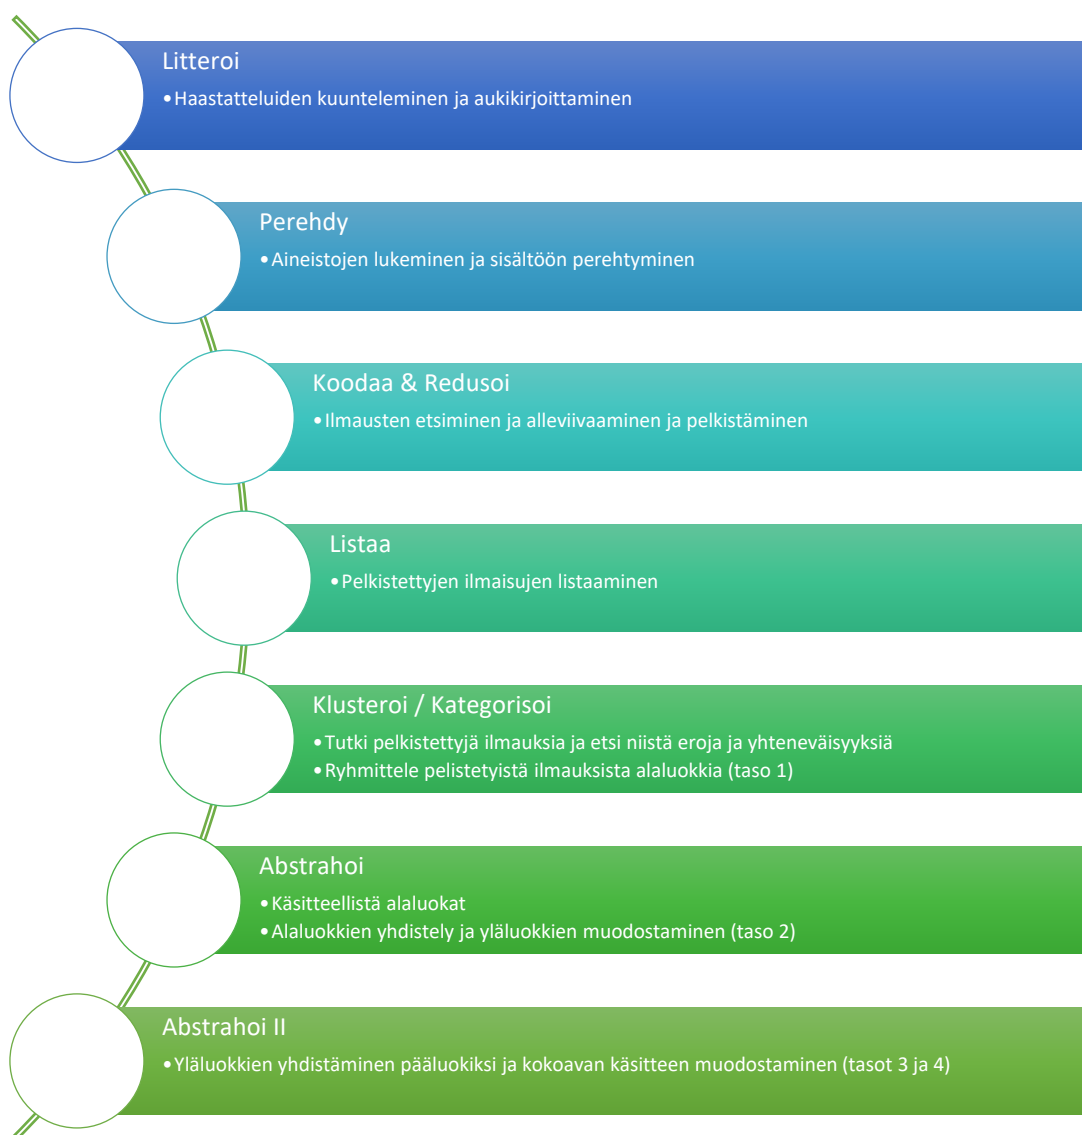 Litteroi
•Haastatteluiden kuunteleminen ja aukikirjoittaminen
Perehdy
•Aineistojen lukeminen ja sisältöön perehtyminen
Koodaa & Redusoi
•Ilmausten etsiminen ja alleviivaaminen ja pelkistäminen
Listaa
•Pelkistettyjen ilmaisujen listaaminen
Klusteroi / Kategorisoi
•Tutki pelkistettyjä ilmauksia ja etsi niistä eroja ja yhteneväisyyksiä
•Ryhmittele pelistetyistä ilmauksista alaluokkia (taso 1)
Abstrahoi
•Käsitteellistä alaluokat
•Alaluokkien yhdistely ja yläluokkien muodostaminen (taso 2)
Abstrahoi II
•Yläluokkien yhdistäminen pääluokiksi ja kokoavan käsitteen muodostaminen (tasot 3 ja 4)